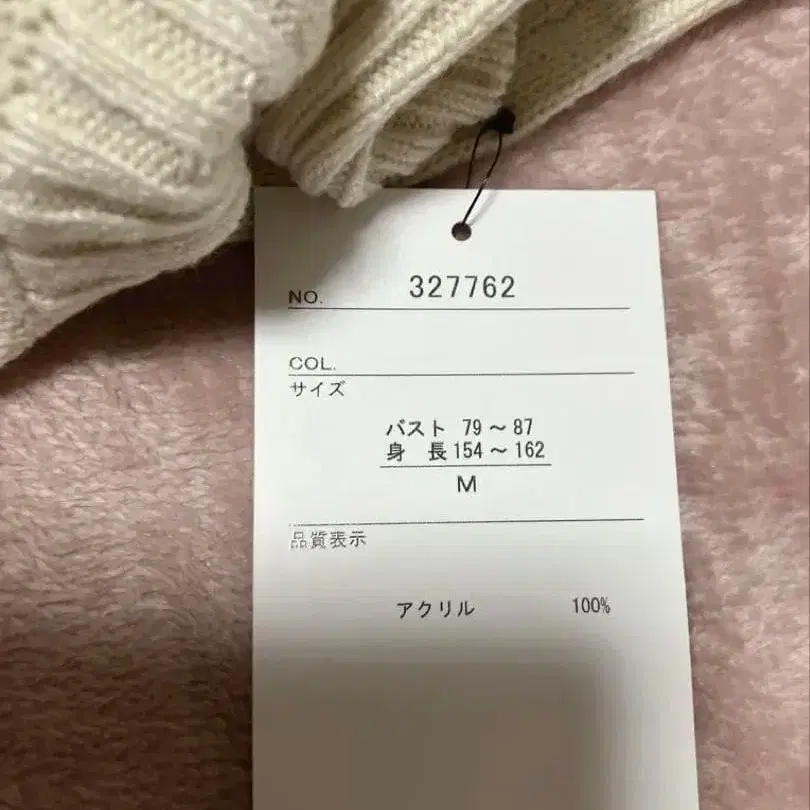 NO. 327762
COL.
サイズ
バスト 79～87
身 長 154～162
M
品質表示
アクリル 100%